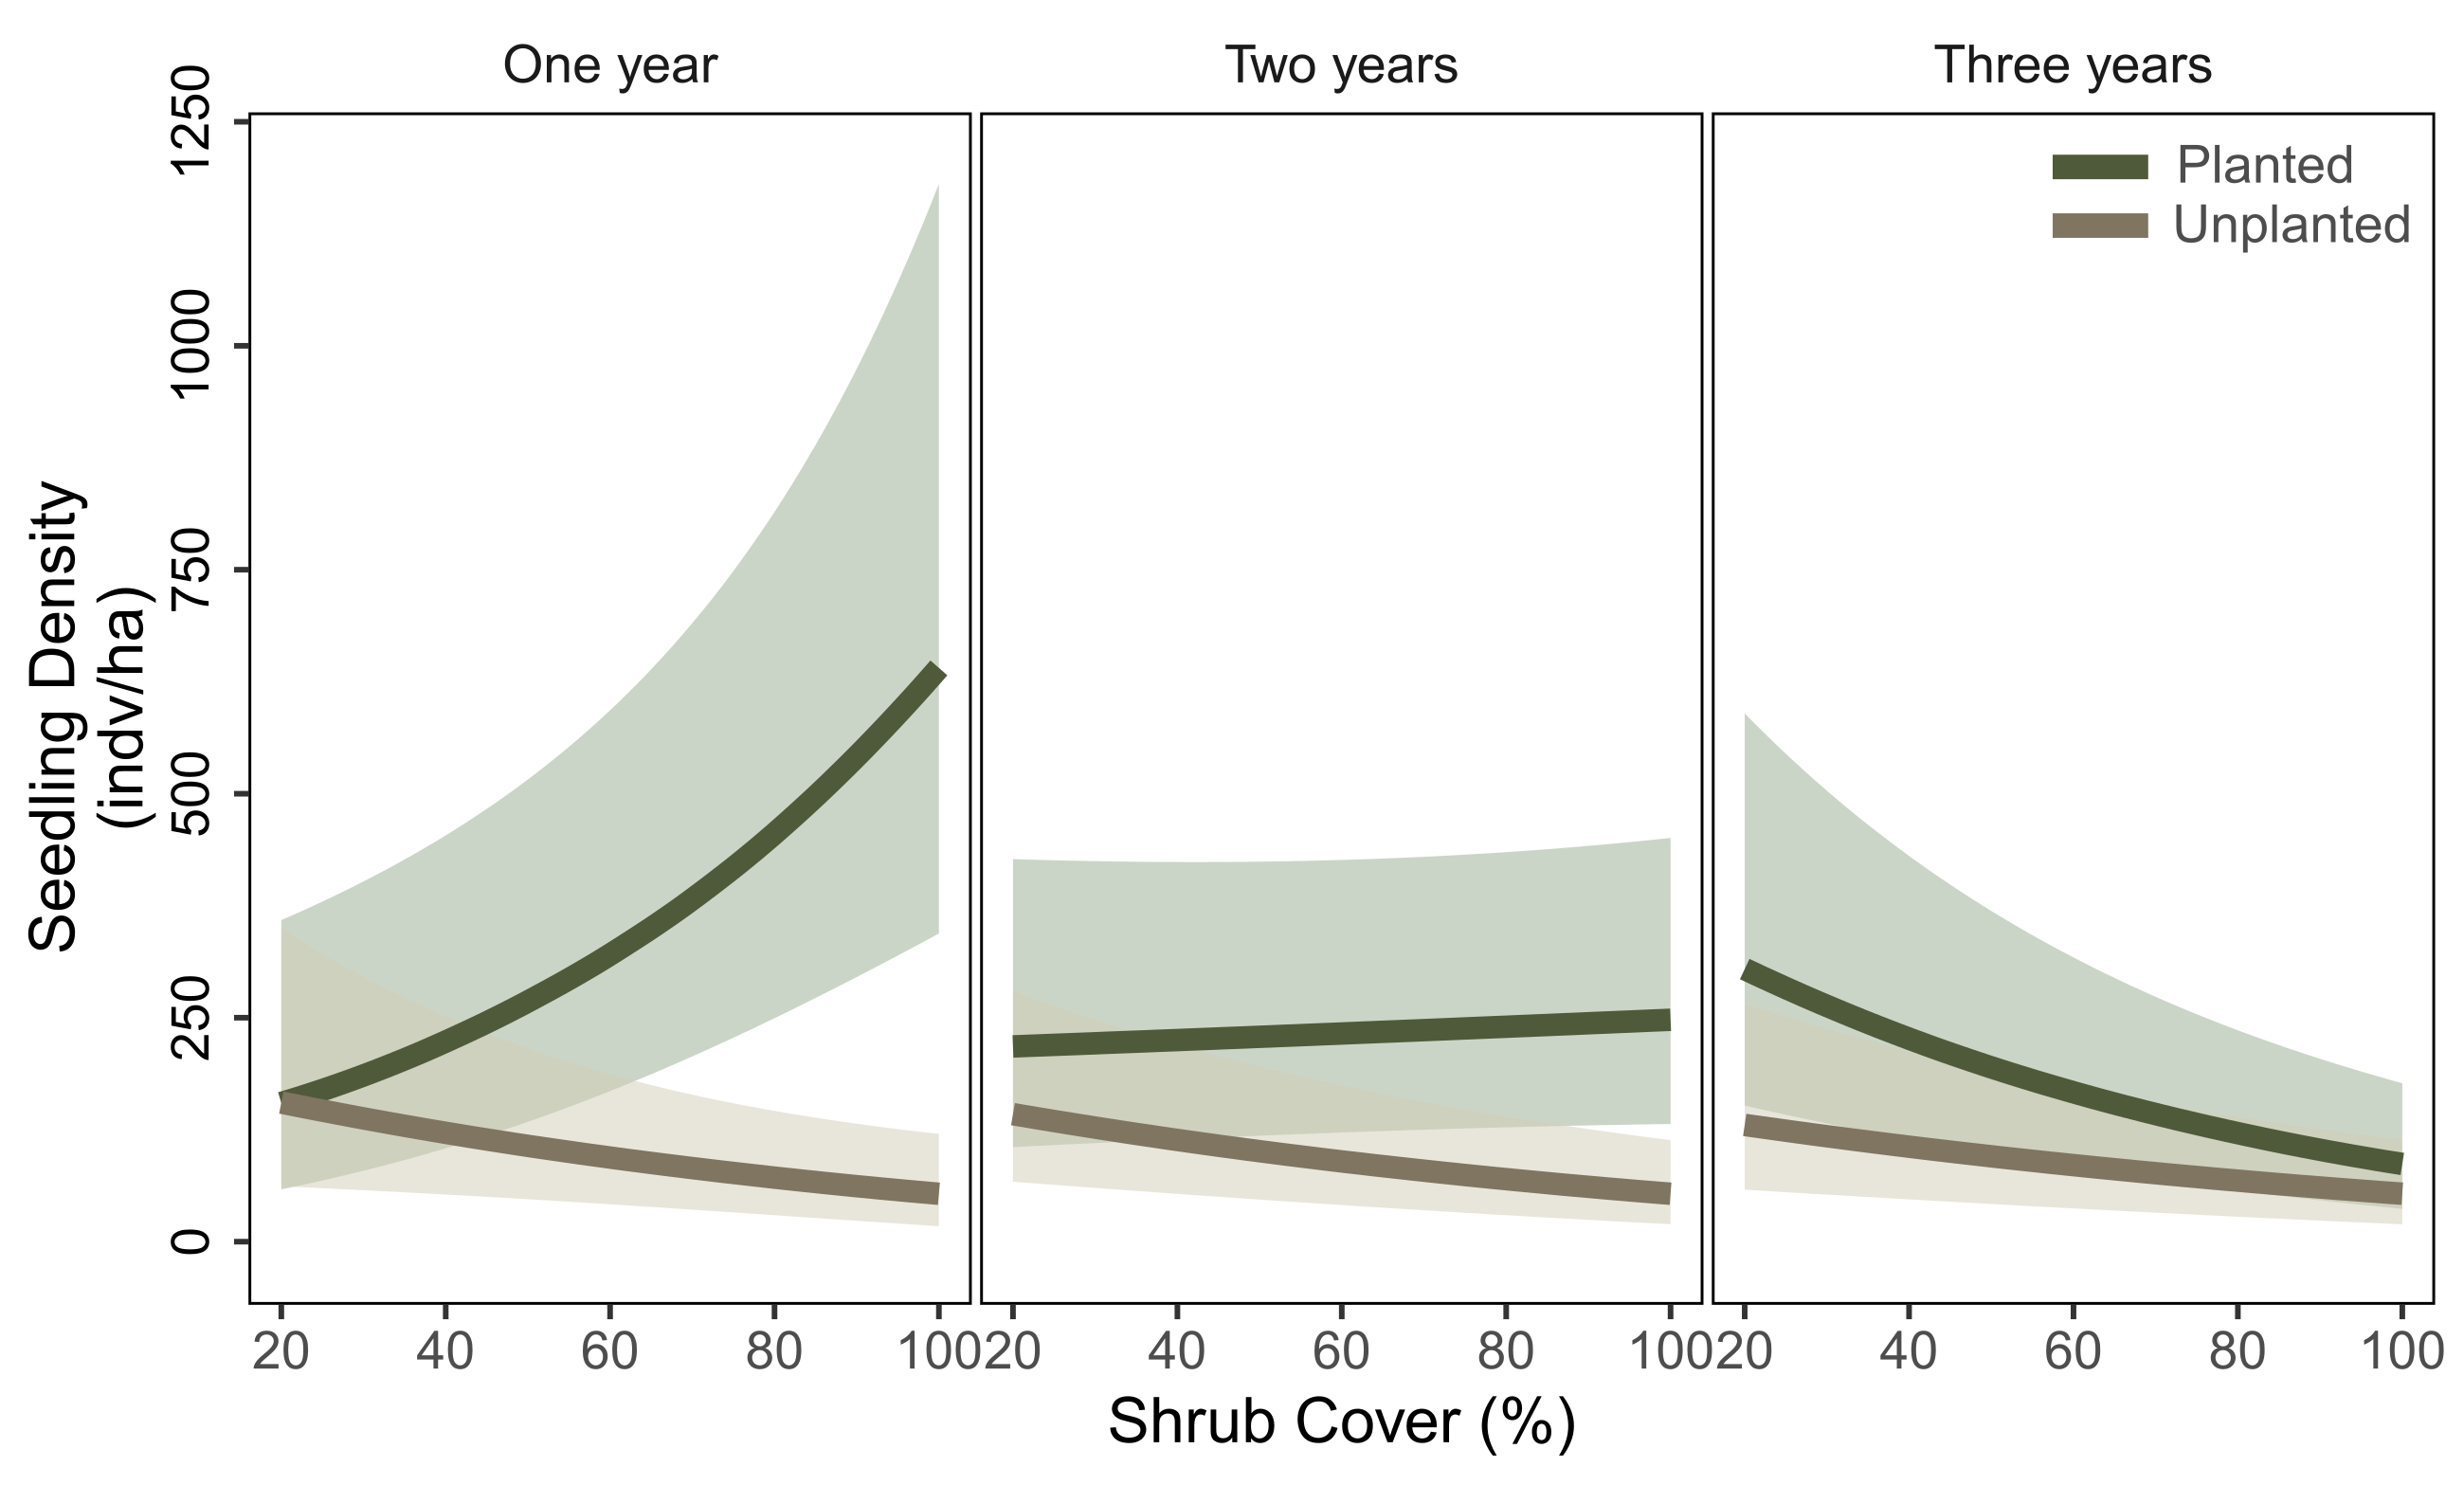 One year
Two years
Three years
Planted
Unplanted
Seedling Density
(indv/ha)
1250
1000
750
500
250
0
20 40 60 80 100
20 40 60 80 100
20 40 60 80 100
Shrub Cover (%)